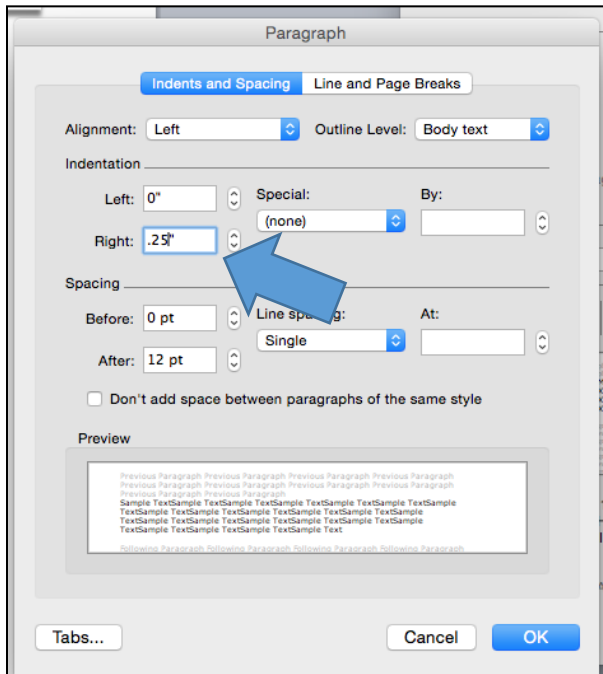 Paragraph
Indents and Spacing Line and Page Breaks
Alignment: Left Outline Level: Body text
Indentation
Left: 0" Special: By:
(none)
Right: .25"
Spacing
Before: 0 pt Line spacing: At:
Single
After: 12 pt
Don't add space between paragraphs of the same style
Preview
Previous Paragraph Previous Paragraph Previous Paragraph Previous Paragraph
Previous Paragraph Previous Paragraph Previous Paragraph Previous Paragraph
Previous Paragraph Previous Paragraph
Sample TextSample TextSample TextSample TextSample TextSample TextSample
TextSample TextSample TextSample TextSample TextSample TextSample
TextSample TextSample TextSample TextSample TextSample TextSample
TextSample TextSample TextSample TextSample Text
Following Paragraph Following Paragraph Following Paragraph Following Paragraph
Tabs... Cancel OK